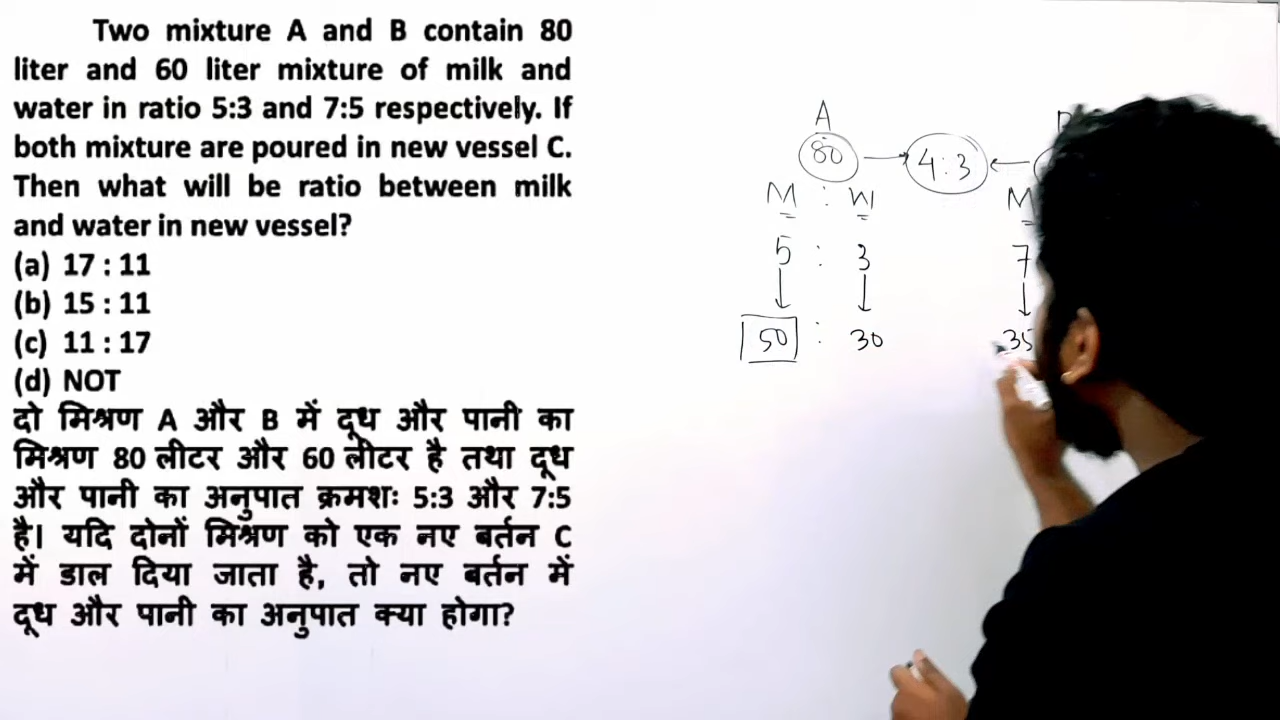 Two mixture A and B contain 80
liter and 60 liter mixture of milk and
water in ratio 5:3 and 7:5 respectively. If
both mixture are poured in new vessel C.
Then what will be ratio between milk
and water in new vessel?
(a) 17 : 11
(b) 15 : 11
(c) 11 : 17
(d) NOT
दो मिश्रण A और B में दूध और पानी का
मिश्रण 80 लीटर और 60 लीटर है तथा दूध
और पानी का अनुपात क्रमशः 5:3 और 7:5
है। यदि दोनों मिश्रण को एक नए बर्तन C
में डाल दिया जाता है, तो नए बर्तन में
दूध और पानी का अनुपात क्या होगा?
A
80 4:3
M : W M
5 : 3 7
50 : 30 35